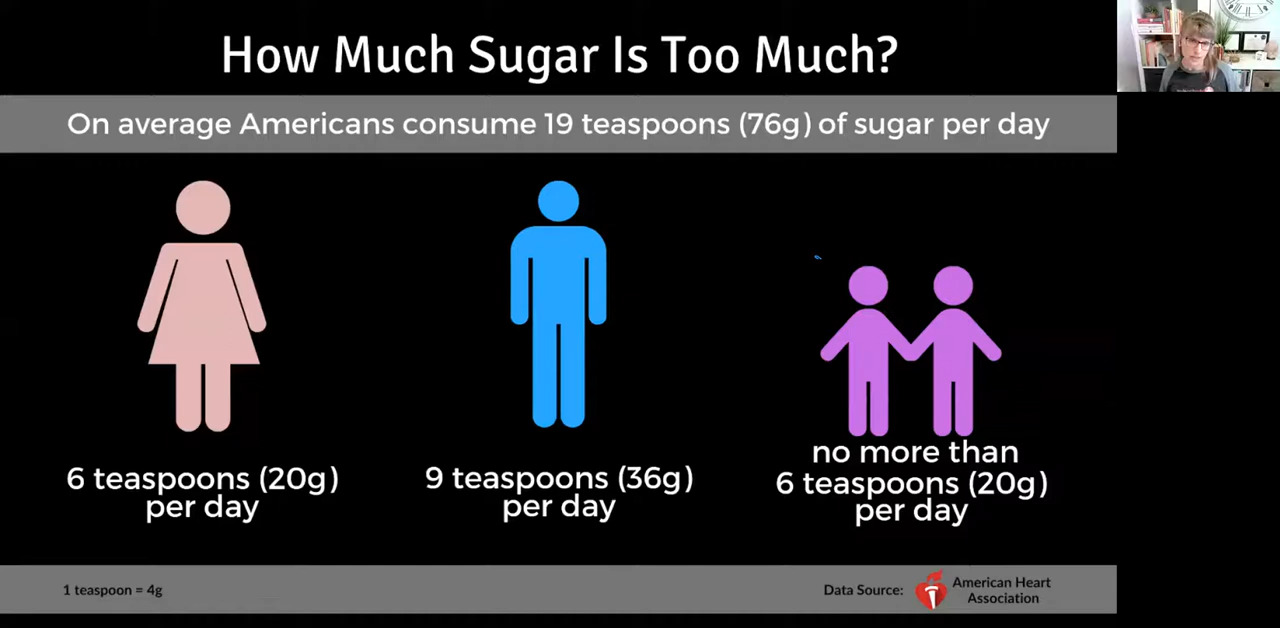 How Much Sugar Is Too Much?
On average Americans consume 19 teaspoons (76g) of sugar per day
6 teaspoons (20g)
per day
9 teaspoons (36g)
per day
no more than
6 teaspoons (20g)
per day
1 teaspoon = 4g
Data Source:
American Heart
Association